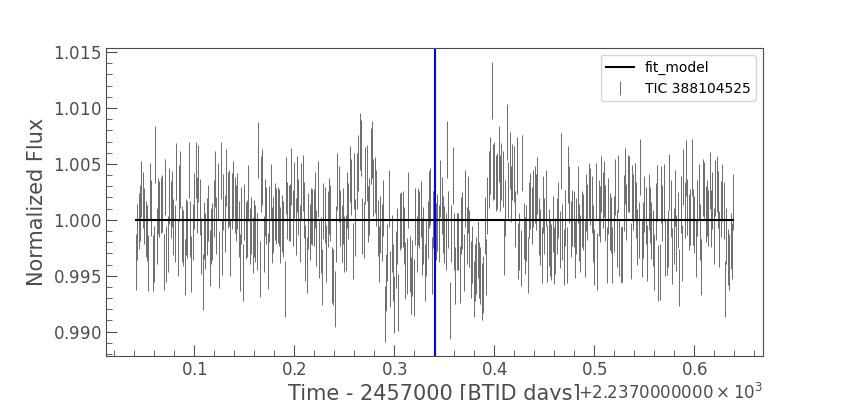 1.015
1.010
1.005
1.000
0.995
0.990
Normalized Flux
fit_model
TIC 388104525
0.1 0.2 0.3 0.4 0.5 0.6
Time - 2457000 [BTJD days]
+2.2370000000 × 10³